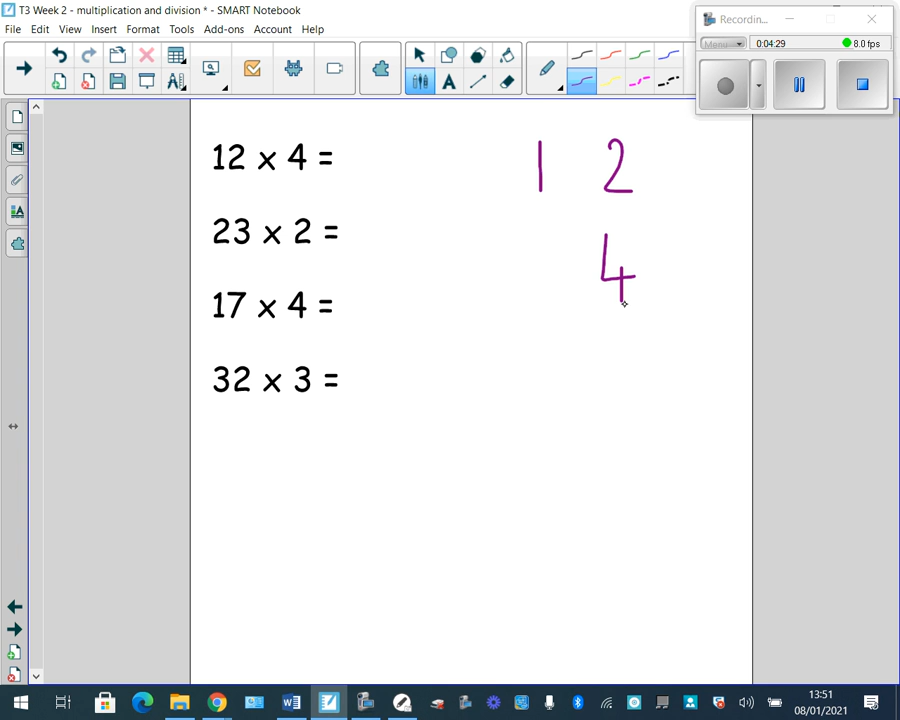 T3 Week 2 - multiplication and division * - SMART Notebook
File Edit View Insert Format Tools Add-ons Account Help
Recordin...
Menu 0:04:29 8.0 fps
12 x 4 =
23 x 2 =
17 x 4 =
32 x 3 =
1 2
4
13:51
08/01/2021